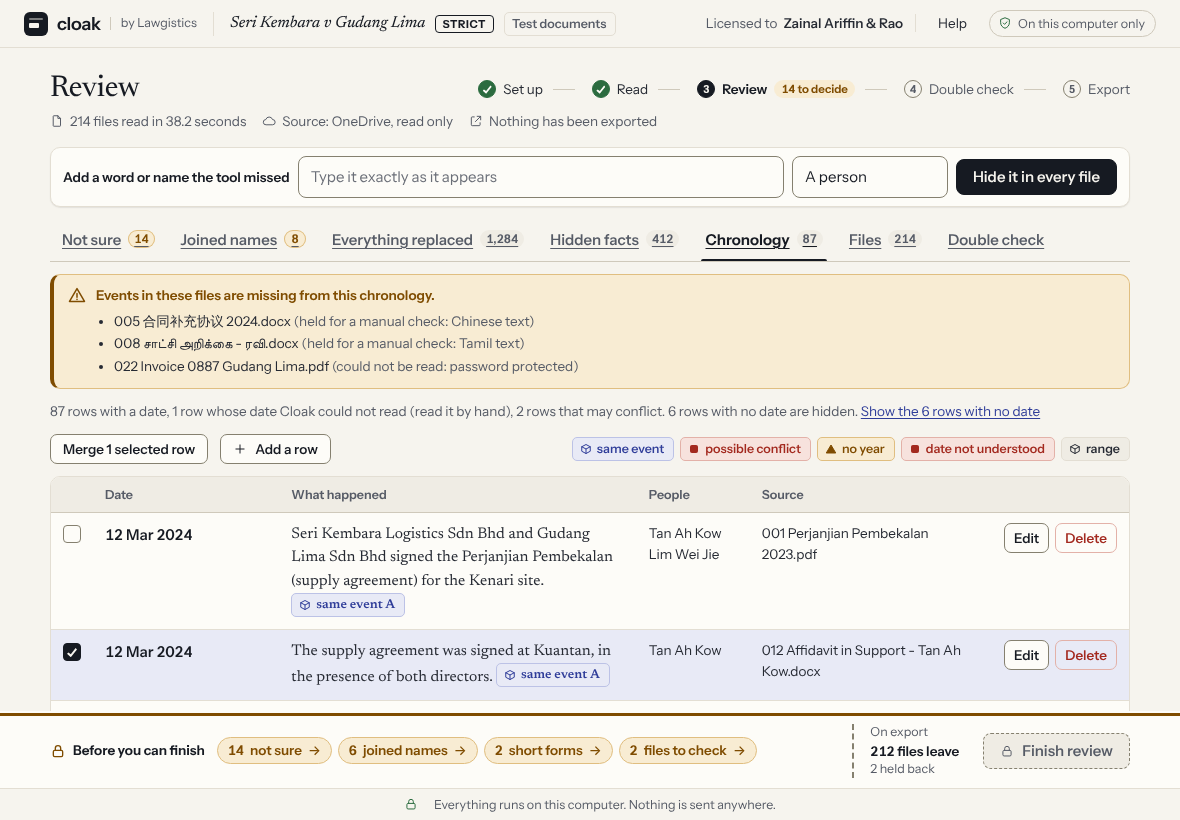 cloak by Lawgistics Seri Kembara v Gudang Lima STRICT Test documents Licensed to Zainal Ariffin & Rao Help On this computer only
Review
Set up Read 3 Review 14 to decide 4 Double check 5 Export
214 files read in 38.2 seconds Source: OneDrive, read only Nothing has been exported
Add a word or name the tool missed Type it exactly as it appears A person Hide it in every file
Not sure 14 Joined names 8 Everything replaced 1,284 Hidden facts 412 Chronology 87 Files 214 Double check
Events in these files are missing from this chronology.
• 005 合同补充协议 2024.docx (held for a manual check: Chinese text)
• 008 சாட்சி அறிக்கை - ரவி.docx (held for a manual check: Tamil text)
• 022 Invoice 0887 Gudang Lima.pdf (could not be read: password protected)
87 rows with a date, 1 row whose date Cloak could not read (read it by hand), 2 rows that may conflict. 6 rows with no date are hidden. Show the 6 rows with no date
Merge 1 selected row + Add a row same event possible conflict no year date not understood range
Date What happened People Source
12 Mar 2024 Seri Kembara Logistics Sdn Bhd and Gudang Tan Ah Kow 001 Perjanjian Pembekalan Edit Delete
Lima Sdn Bhd signed the Perjanjian Pembekalan Lim Wei Jie 2023.pdf
(supply agreement) for the Kenari site.
same event A
12 Mar 2024 The supply agreement was signed at Kuantan, in Tan Ah Kow 012 Affidavit in Support - Tan Ah Edit Delete
the presence of both directors. same event A Kow.docx
Before you can finish 14 not sure → 6 joined names → 2 short forms → 2 files to check →
On export
212 files leave
2 held back
Finish review
Everything runs on this computer. Nothing is sent anywhere.